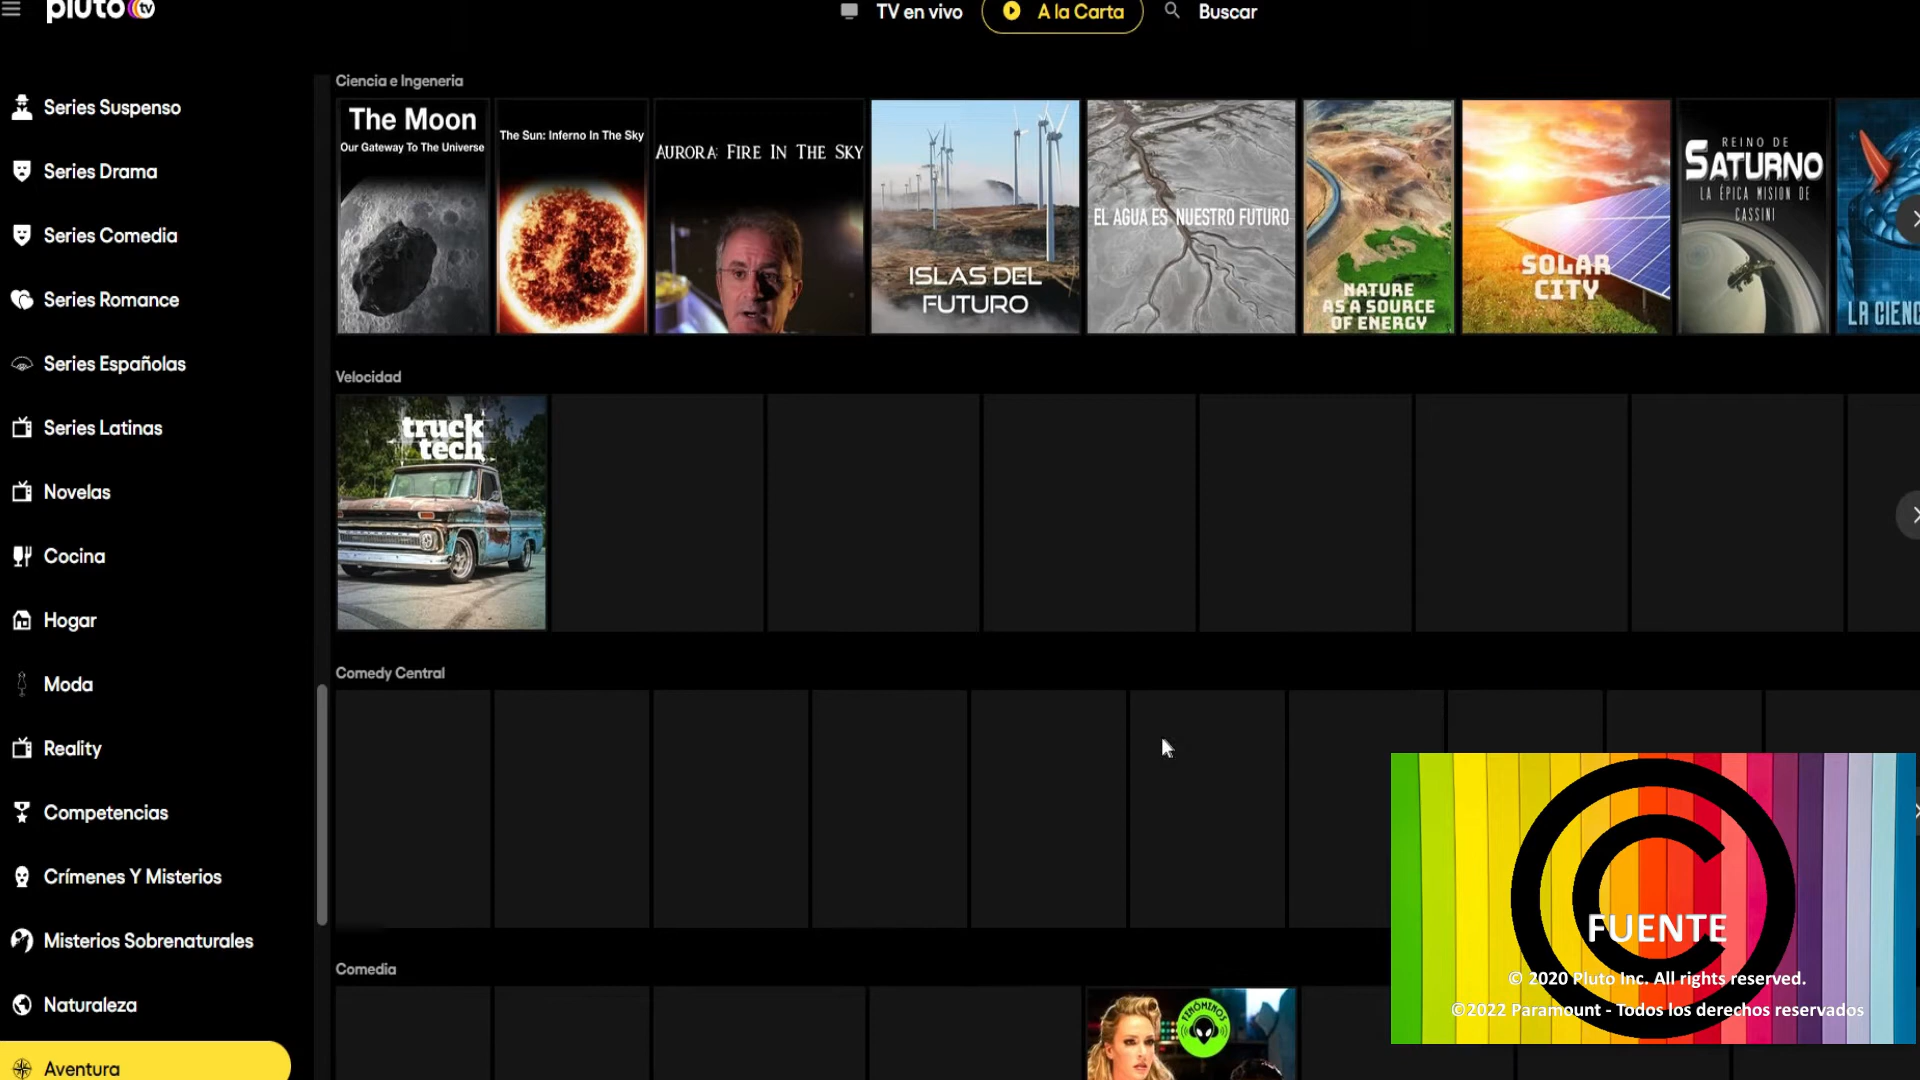 pluto tv
TV en vivo
A la Carta
Buscar
Series Suspenso
Series Drama
Series Comedia
Series Romance
Series Españolas
Series Latinas
Novelas
Cocina
Hogar
Moda
Reality
Competencias
Crímenes Y Misterios
Misterios Sobrenaturales
Naturaleza
Aventura
Ciencia e Ingeneria
The Moon
Our Gateway To The Universe
The Sun: Inferno In The Sky
AURORA: FIRE IN THE SKY
ISLAS DEL
FUTURO
EL AGUA ES NUESTRO FUTURO
NATURE
AS A SOURCE
OF ENERGY
SOLAR
CITY
REINO DE
SATURNO
LA ÉPICA MISION DE
CASSINI
LA CIENC
Velocidad
truck
tech
Comedy Central
Comedia
FENÓMENOS
FUENTE
© 2020 Pluto Inc. All rights reserved.
©2022 Paramount - Todos los derechos reservados